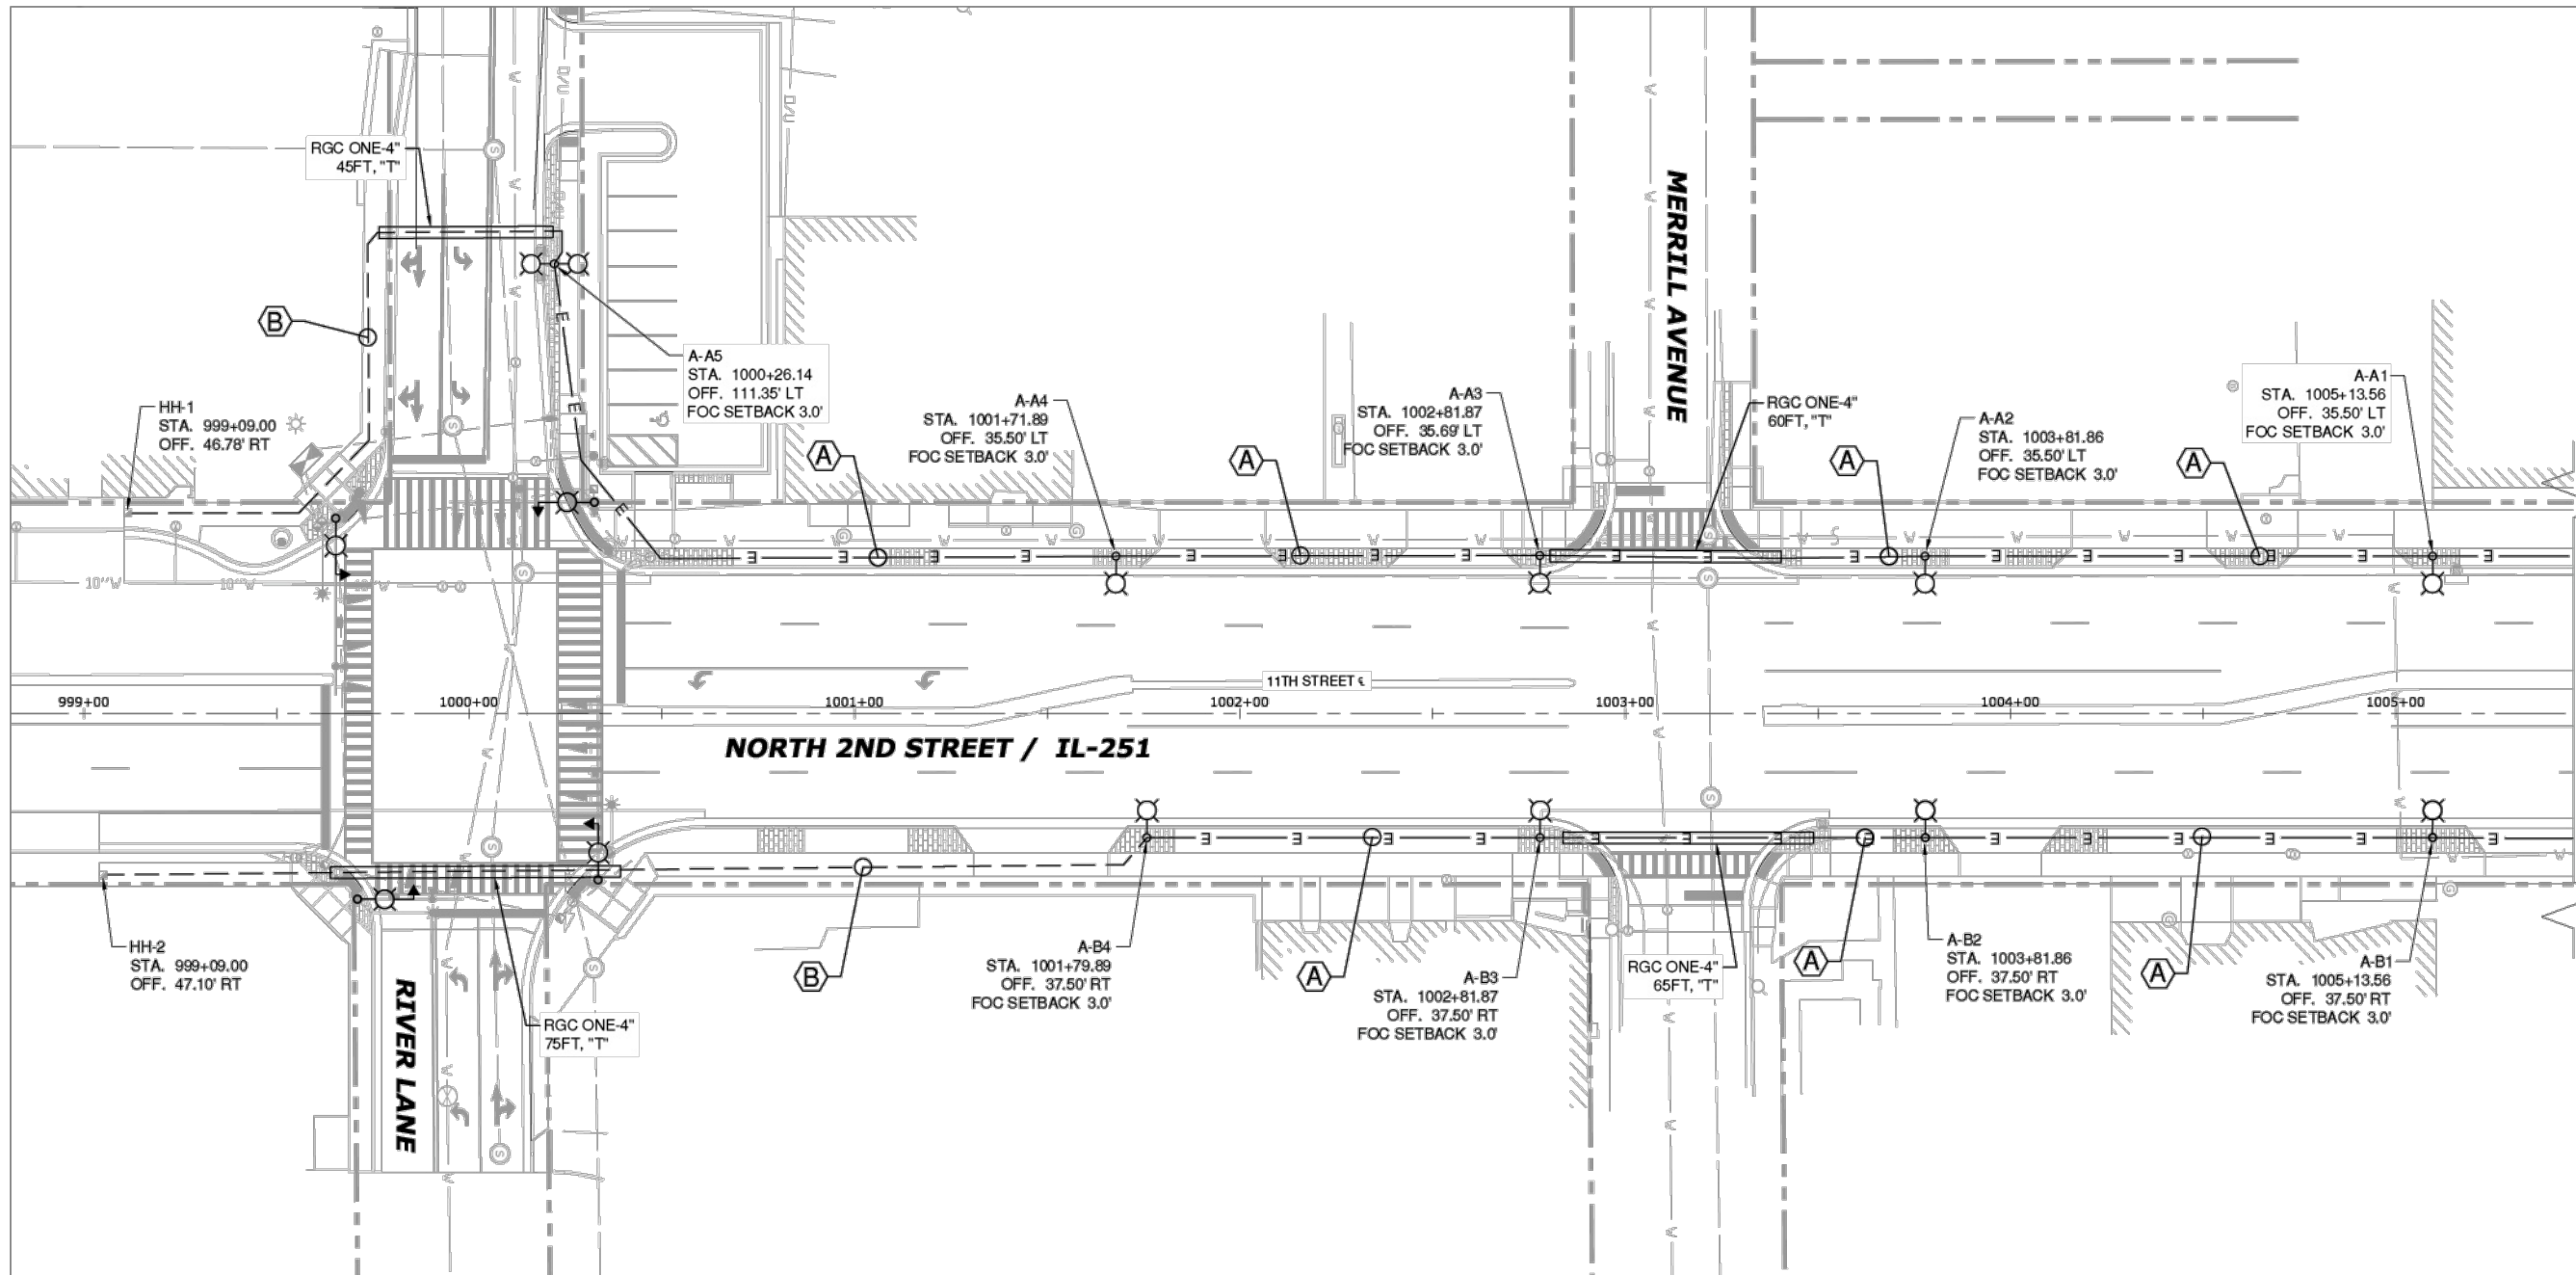 RGC ONE-4"
45FT, "T"
B
HH-1
STA. 999+09.00
OFF. 46.78' RT
A-A5
STA. 1000+26.14
OFF. 111.35' LT
FOC SETBACK 3.0'
A
A-A4
STA. 1001+71.89
OFF. 35.50' LT
FOC SETBACK 3.0'
A
A-A3
STA. 1002+81.87
OFF. 35.69' LT
FOC SETBACK 3.0'
MERRILL AVENUE
RGC ONE-4"
60FT, "T"
A
A-A2
STA. 1003+81.86
OFF. 35.50' LT
FOC SETBACK 3.0'
A
A-A1
STA. 1005+13.56
OFF. 35.50' LT
FOC SETBACK 3.0'
10"W
10"W
10"W
11TH STREET ℄
999+00
1000+00
1001+00
1002+00
1003+00
1004+00
1005+00
NORTH 2ND STREET / IL-251
HH-2
STA. 999+09.00
OFF. 47.10' RT
RIVER LANE
RGC ONE-4"
75FT, "T"
B
A-B4
STA. 1001+79.89
OFF. 37.50' RT
FOC SETBACK 3.0'
A
A-B3
STA. 1002+81.87
OFF. 37.50' RT
FOC SETBACK 3.0'
RGC ONE-4"
65FT, "T"
A
A-B2
STA. 1003+81.86
OFF. 37.50' RT
FOC SETBACK 3.0'
A
A-B1
STA. 1005+13.56
OFF. 37.50' RT
FOC SETBACK 3.0'